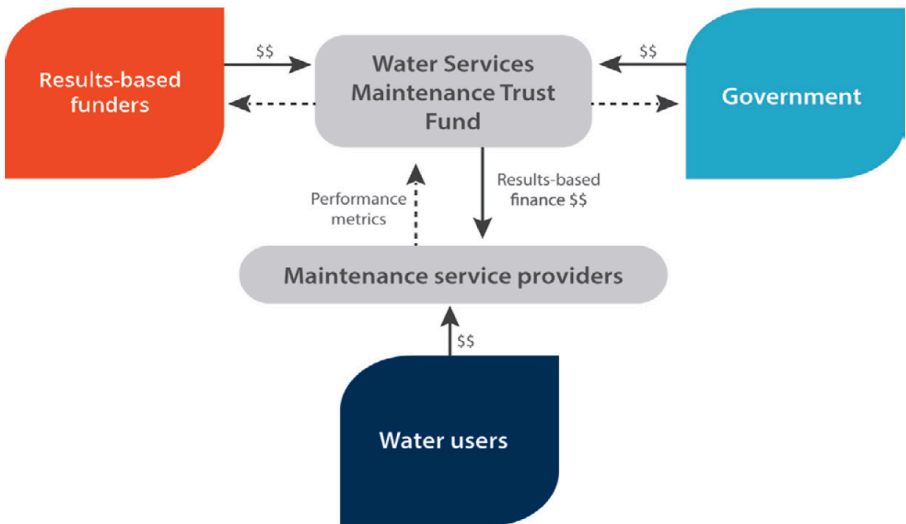 Results-based
funders
$$
Water Services
Maintenance Trust
Fund
$$
Government
Performance
metrics
Results-based
finance $$
Maintenance service providers
$$
Water users